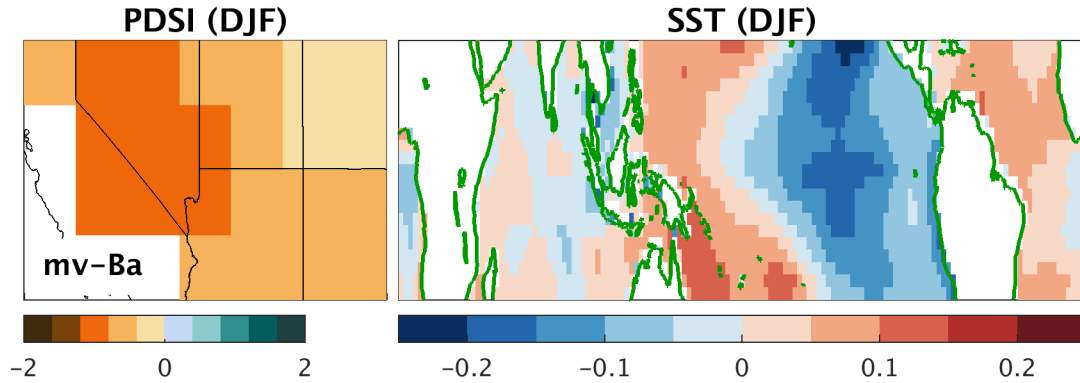 PDSI (DJF)
SST (DJF)
mv-Ba
-2 0 2
-0.2 -0.1 0 0.1 0.2